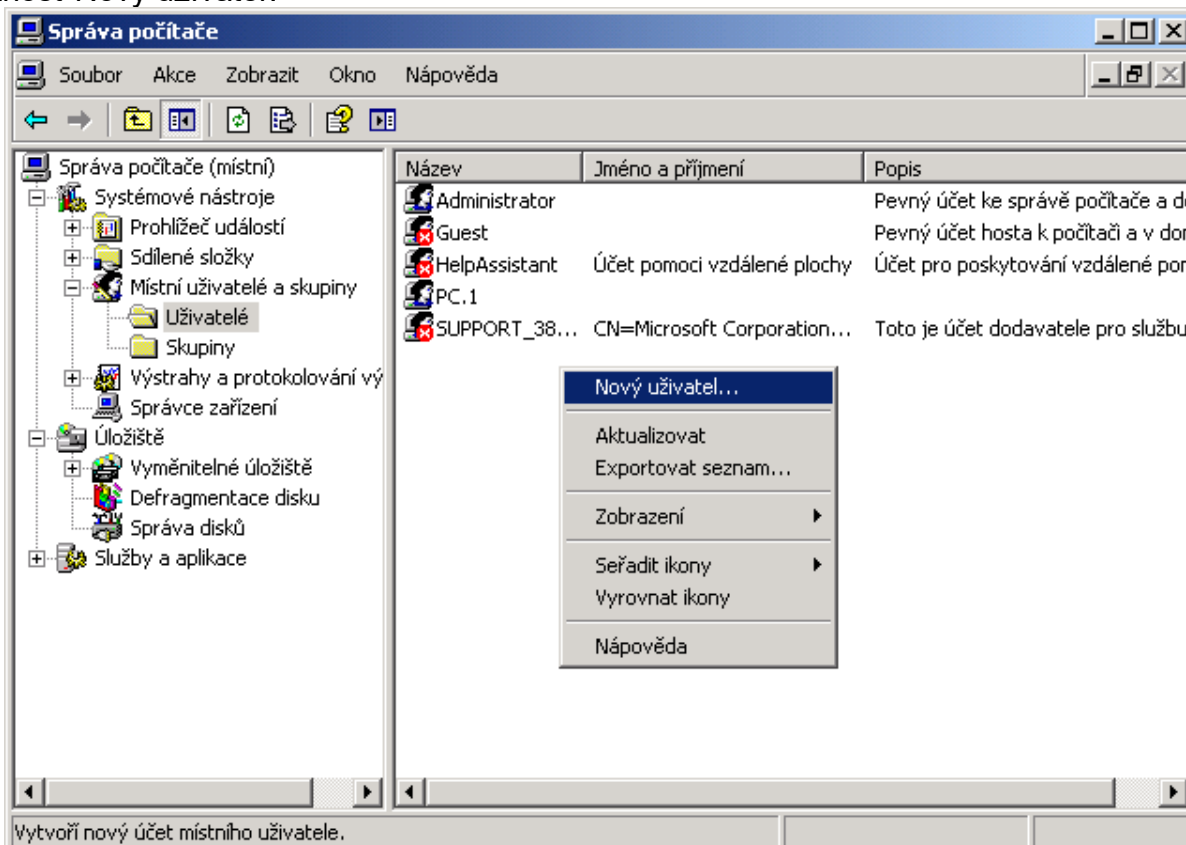 Správa počítače
Soubor Akce Zobrazit Okno Nápověda
Správa počítače (místní)
Systémové nástroje
Prohlížeč událostí
Sdílené složky
Místní uživatelé a skupiny
Uživatelé
Skupiny
Výstrahy a protokolování vý
Správce zařízení
Úložiště
Vyměnitelné úložiště
Defragmentace disku
Správa disků
Služby a aplikace
Název Jméno a příjmení Popis
Administrator Pevný účet ke správě počítače a d
Guest Pevný účet hosta k počítači a v dor
HelpAssistant Účet pomoci vzdálené plochy Účet pro poskytování vzdálené por
PC.1
SUPPORT_38... CN=Microsoft Corporation... Toto je účet dodavatele pro službu
Nový uživatel...
Aktualizovat
Exportovat seznam...
Zobrazení
Seřadit ikony
Vyrovnat ikony
Nápověda
Vytvoří nový účet místního uživatele.